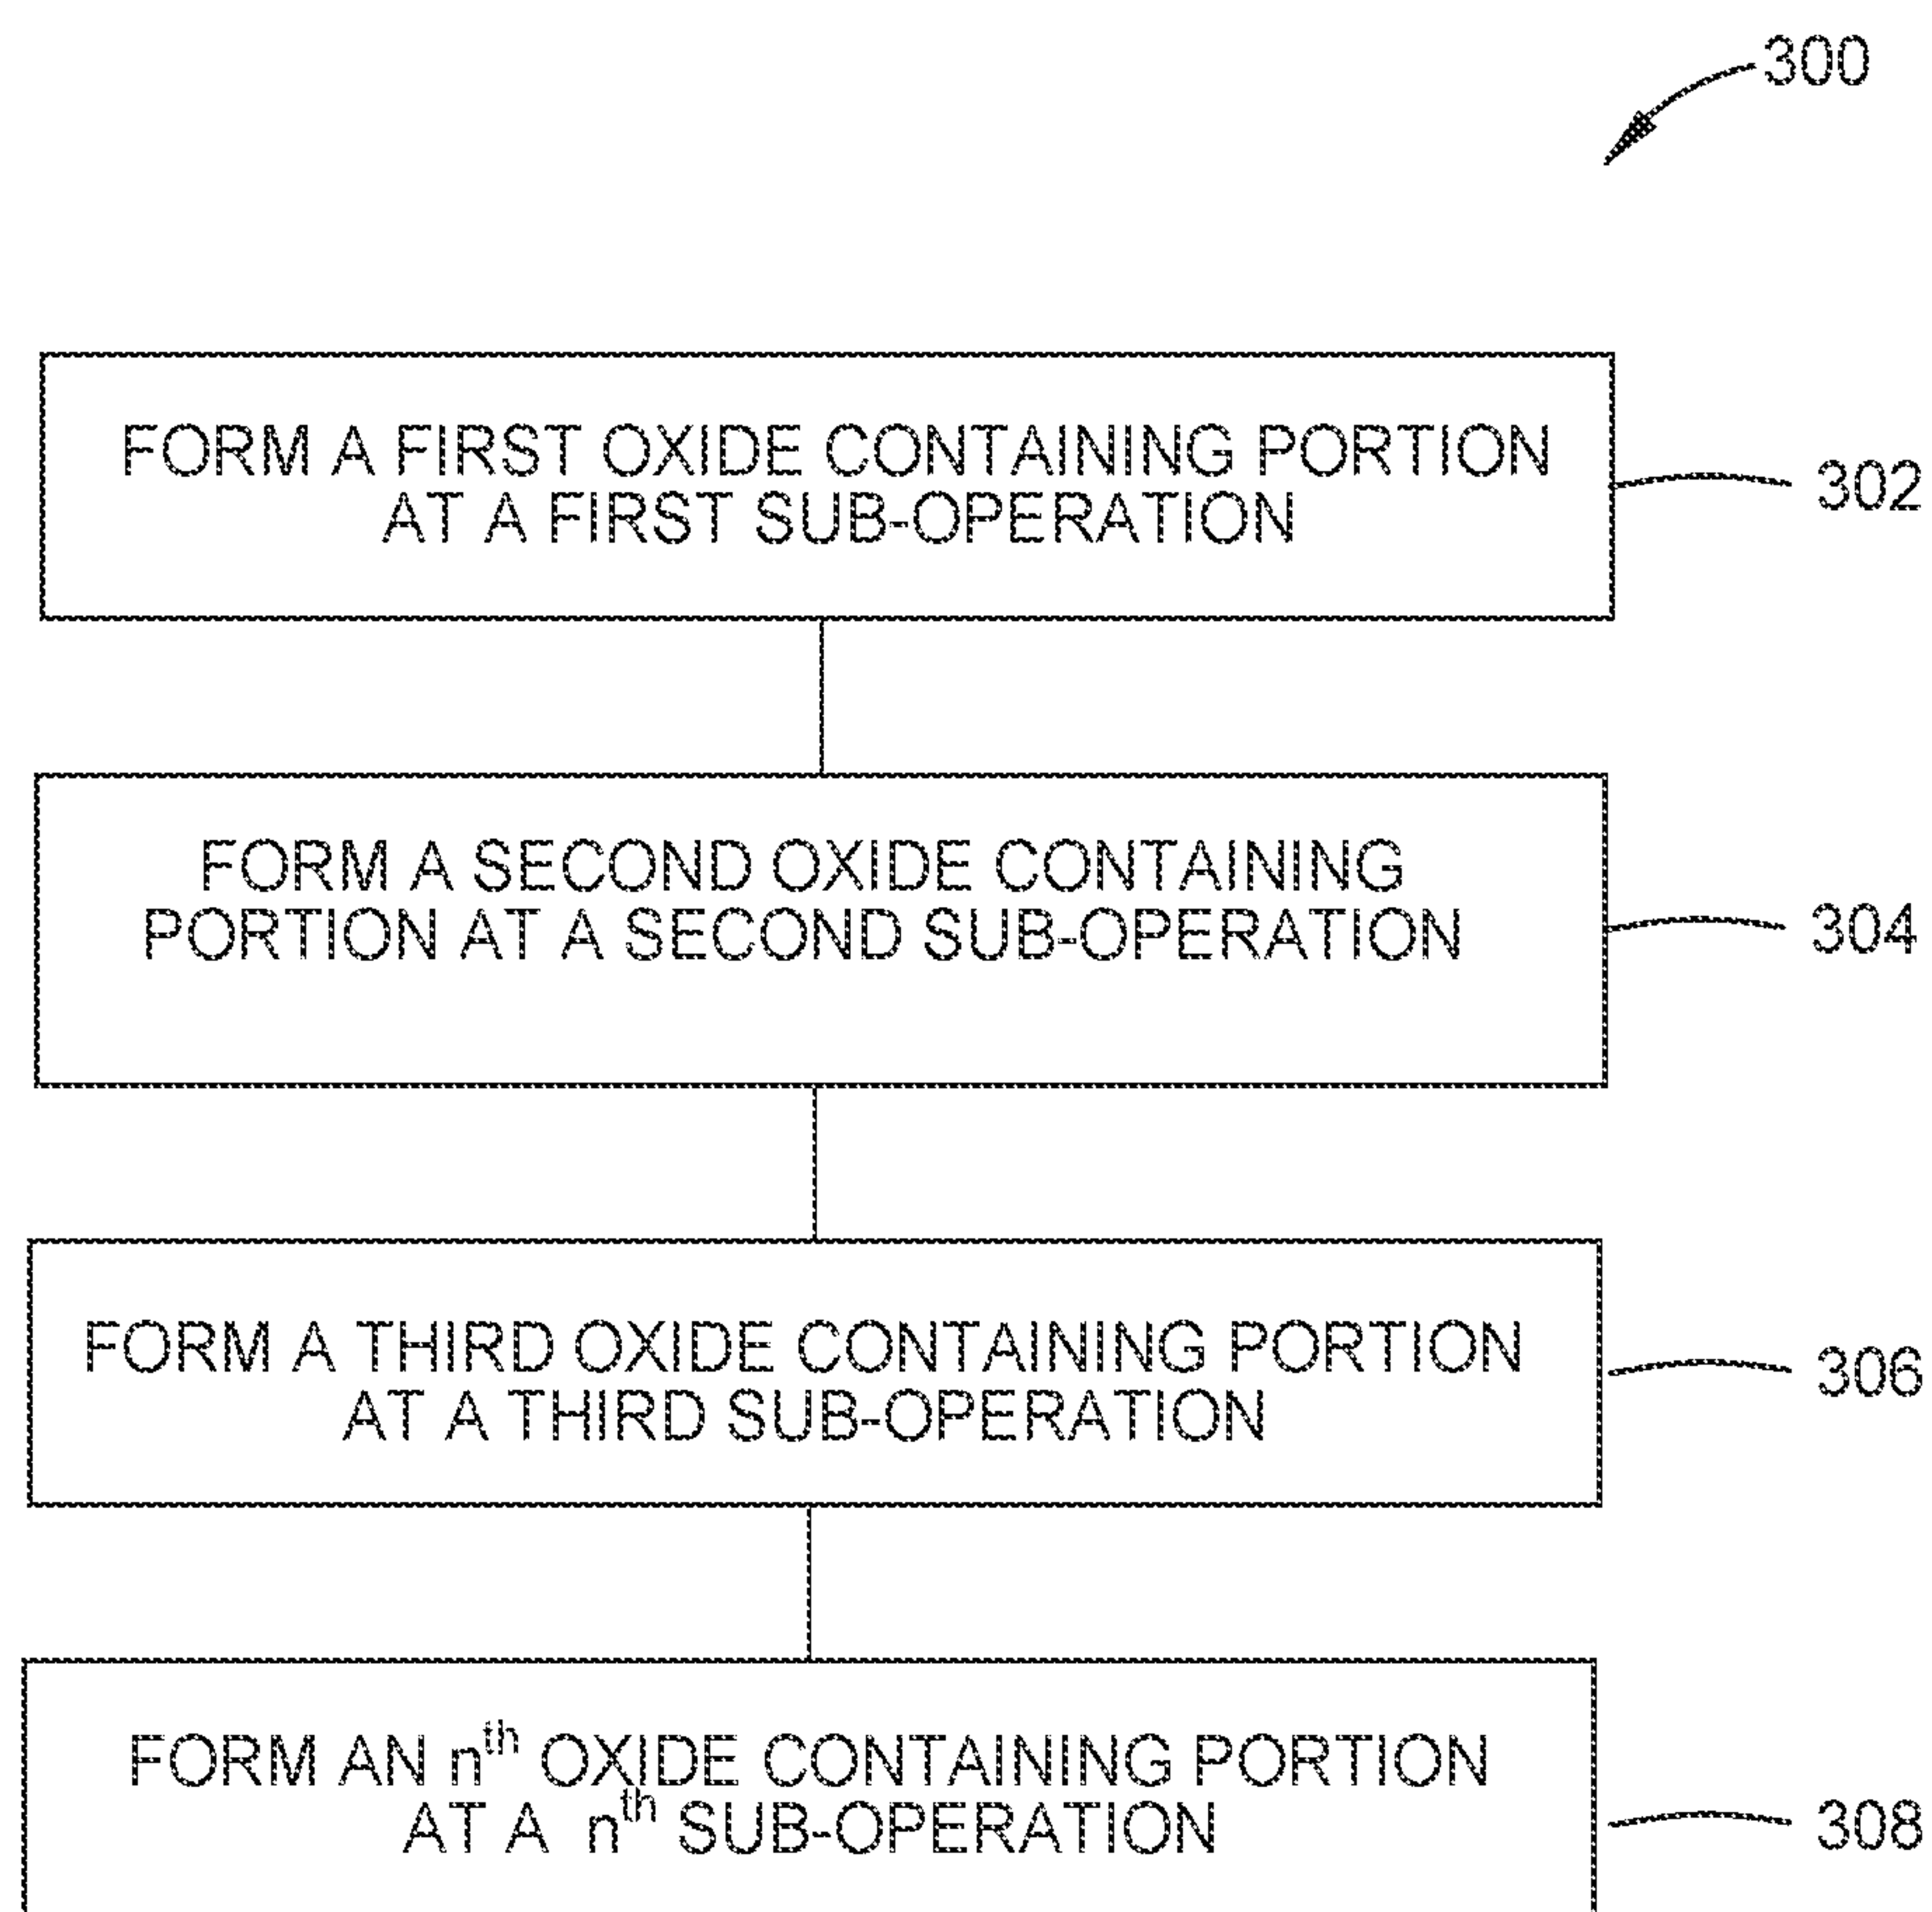 300
FORM A FIRST OXIDE CONTAINING PORTION
AT A FIRST SUB-OPERATION
302
FORM A SECOND OXIDE CONTAINING
PORTION AT A SECOND SUB-OPERATION
304
FORM A THIRD OXIDE CONTAINING PORTION
AT A THIRD SUB-OPERATION
306
FORM AN nth OXIDE CONTAINING PORTION
AT A nth SUB-OPERATION
308